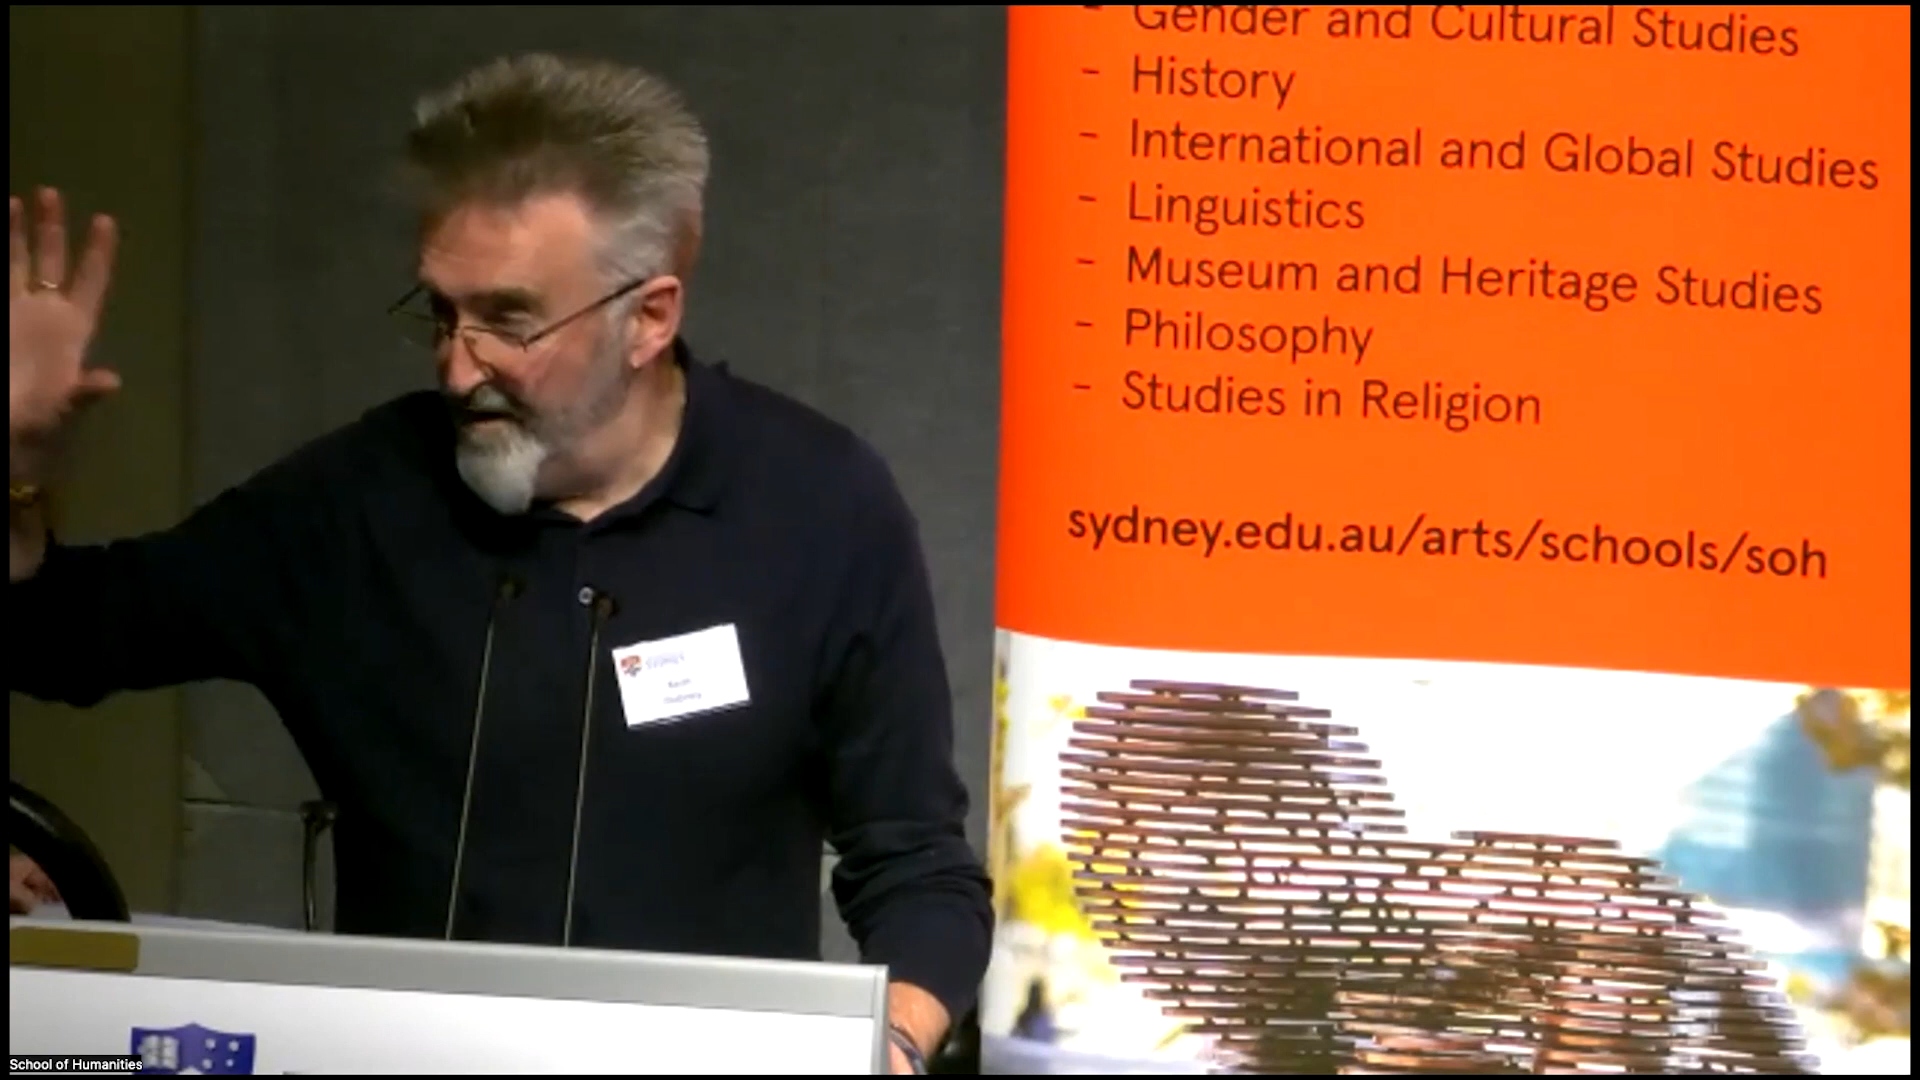 - Gender and Cultural Studies
- History
- International and Global Studies
- Linguistics
- Museum and Heritage Studies
- Philosophy
- Studies in Religion
sydney.edu.au/arts/schools/soh
School of Humanities